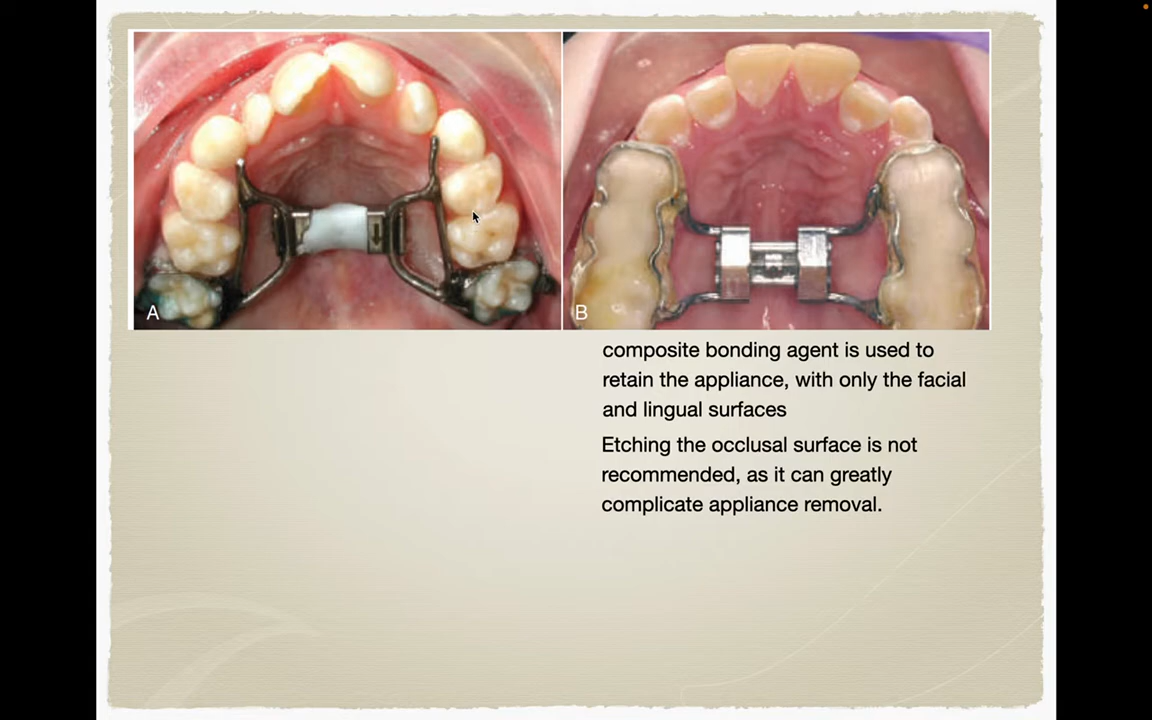 A
B
composite bonding agent is used to
retain the appliance, with only the facial
and lingual surfaces
Etching the occlusal surface is not
recommended, as it can greatly
complicate appliance removal.